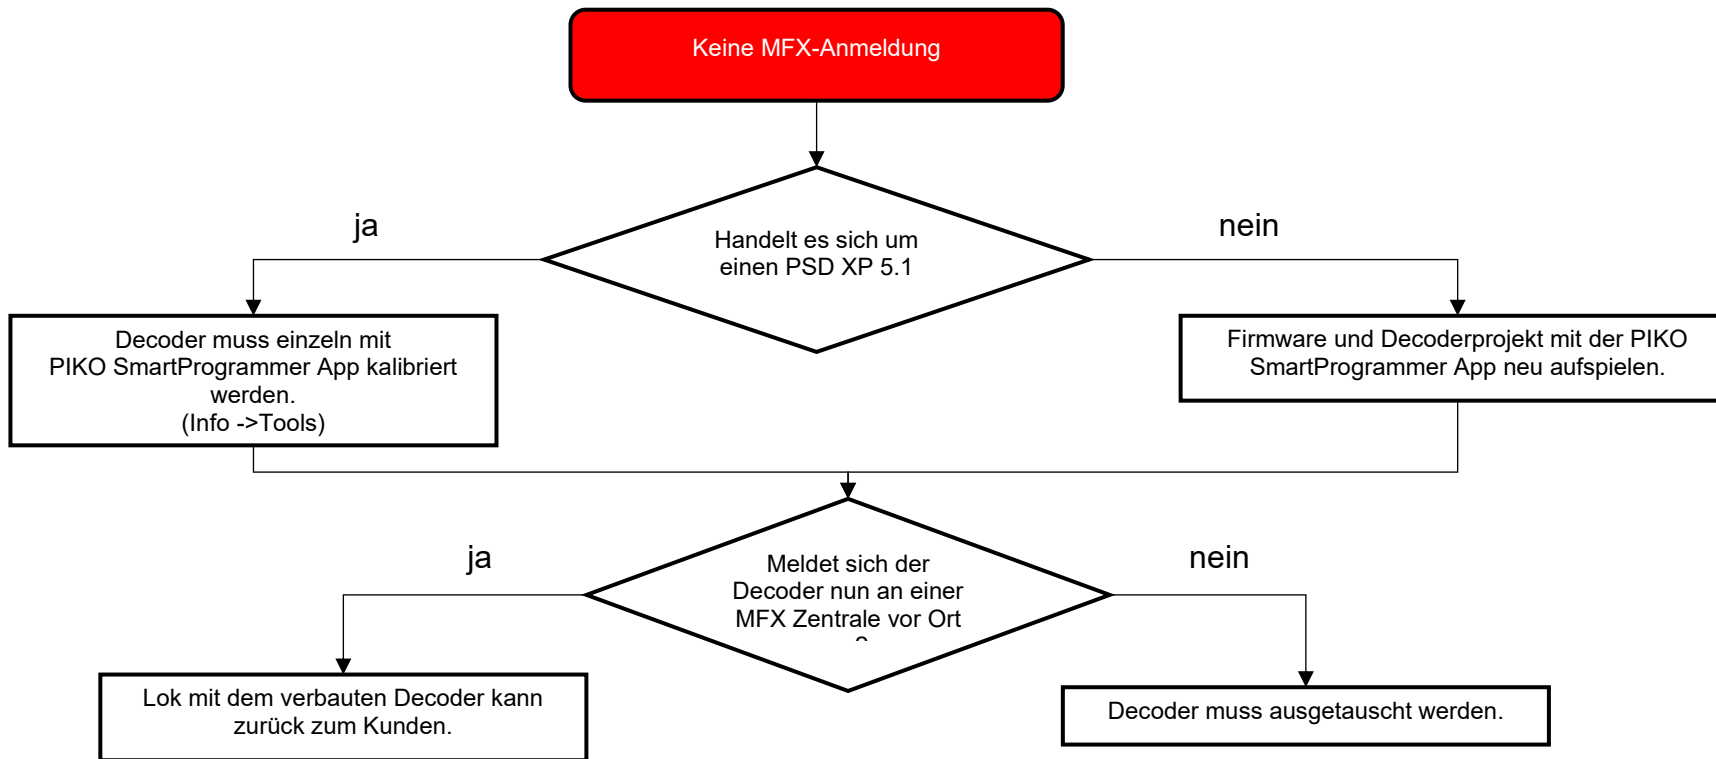 Keine MFX-Anmeldung
ja
nein
Handelt es sich um
einen PSD XP 5.1
Decoder muss einzeln mit
PIKO SmartProgrammer App kalibriert
werden.
(Info ->Tools)
Firmware und Decoderprojekt mit der PIKO
SmartProgrammer App neu aufspielen.
ja
nein
Meldet sich der
Decoder nun an einer
MFX Zentrale vor Ort
Lok mit dem verbauten Decoder kann
zurück zum Kunden.
Decoder muss ausgetauscht werden.